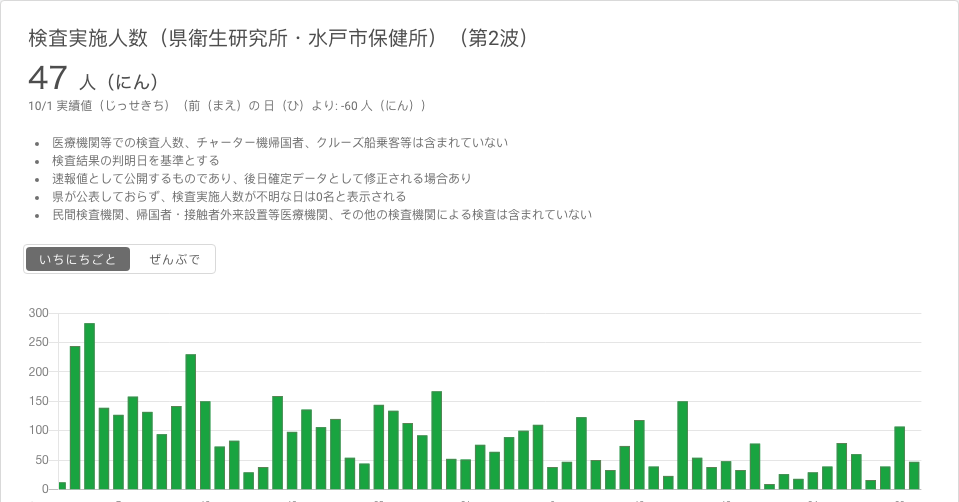 検査実施人数（県衛生研究所・水戸市保健所）（第2波）
47 人（にん）
10/1 実績値（じっせきち）（前（まえ）の 日（ひ）より: -60 人（にん））
• 医療機関等での検査人数、チャーター機帰国者、クルーズ船乗客等は含まれていない
• 検査結果の判明日を基準とする
• 速報値として公開するものであり、後日確定データとして修正される場合あり
• 県が公表しておらず、検査実施人数が不明な日は0名と表示される
• 民間検査機関、帰国者・接触者外来設置等医療機関、その他の検査機関による検査は含まれていない
いちにちごと ぜんぶで
300
250
200
150
100
50
0